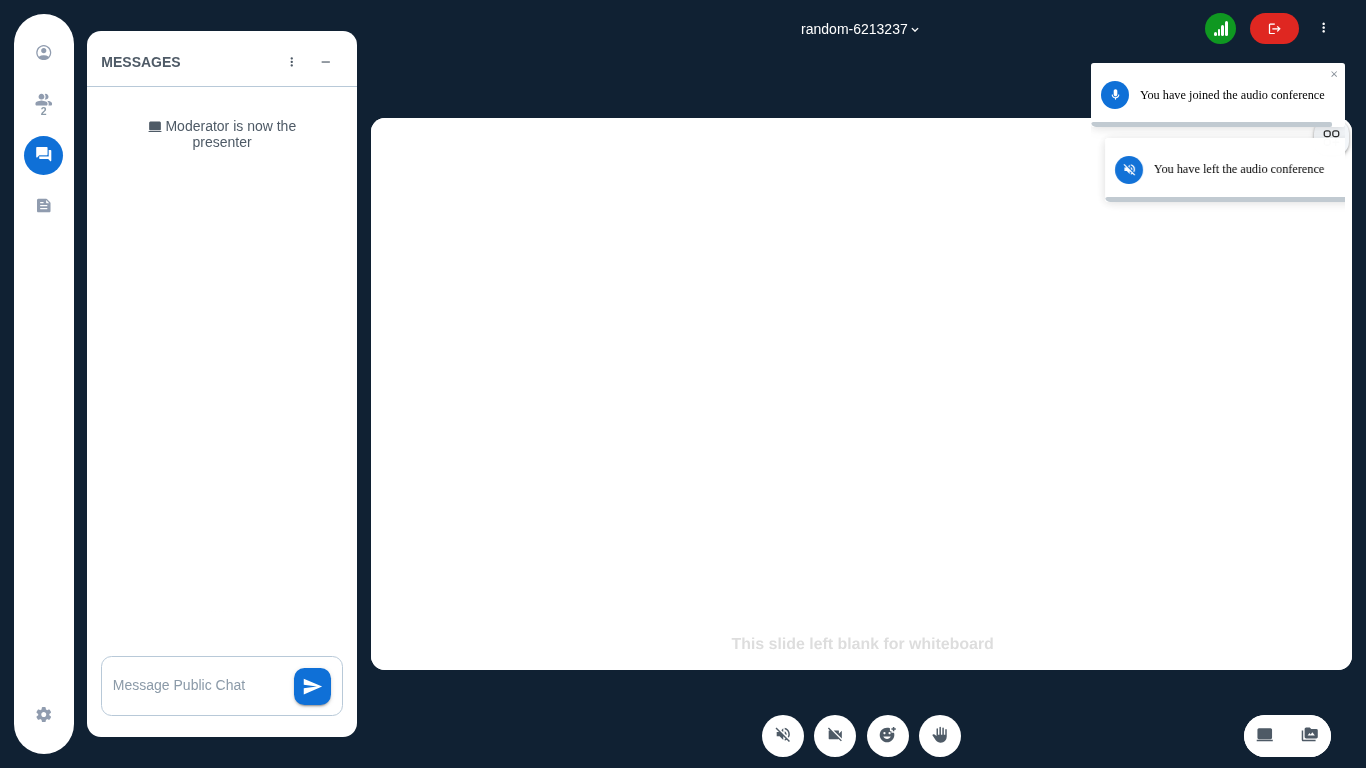 random-6213237
MESSAGES
2
Moderator is now the
presenter
You have joined the audio conference
You have left the audio conference
This slide left blank for whiteboard
Message Public Chat